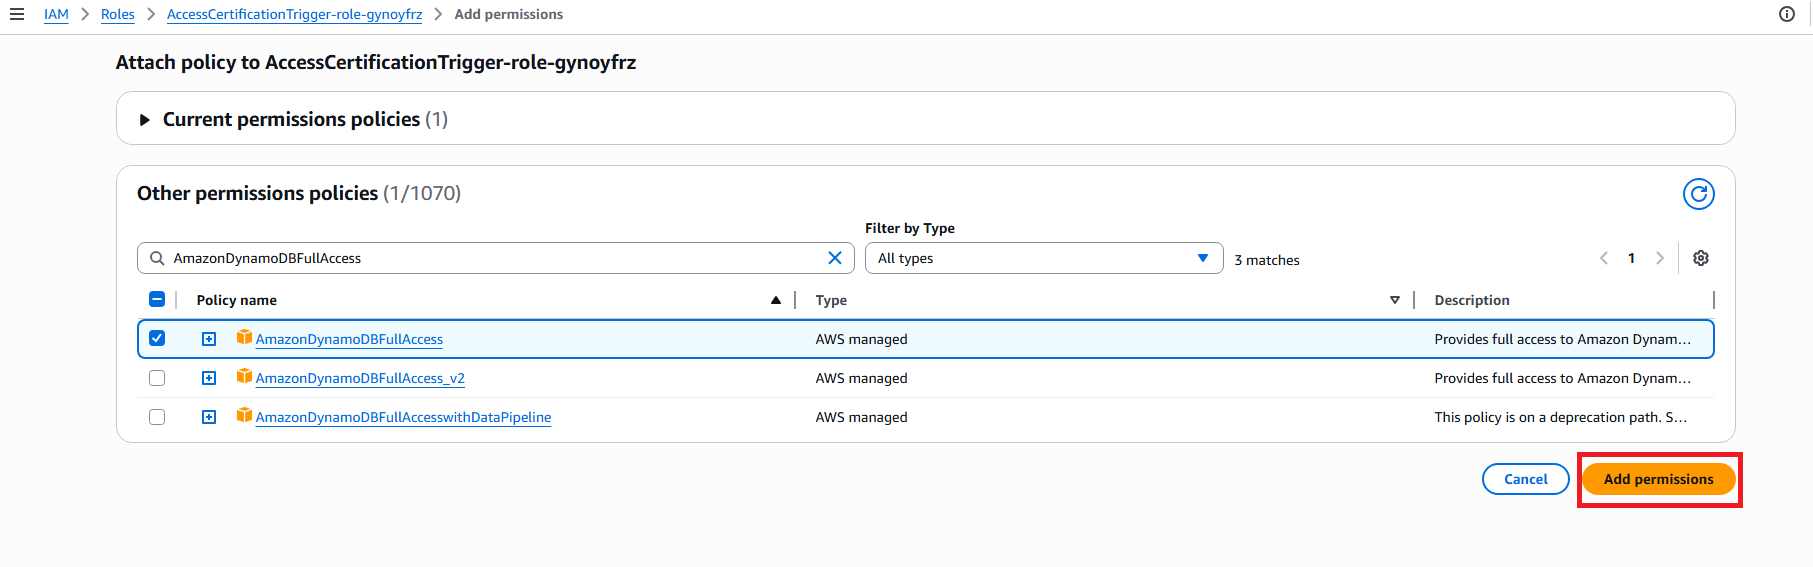 IAM > Roles > AccessCertificationTrigger-role-gynoyfrz > Add permissions
Attach policy to AccessCertificationTrigger-role-gynoyfrz
Current permissions policies (1)
Other permissions policies (1/1070)
Filter by Type
AmazonDynamoDBFullAccess All types 3 matches 1
Policy name Type Description
AmazonDynamoDBFullAccess AWS managed Provides full access to Amazon Dynam...
AmazonDynamoDBFullAccess_v2 AWS managed Provides full access to Amazon Dynam...
AmazonDynamoDBFullAccesswithDataPipeline AWS managed This policy is on a deprecation path. S...
Cancel Add permissions